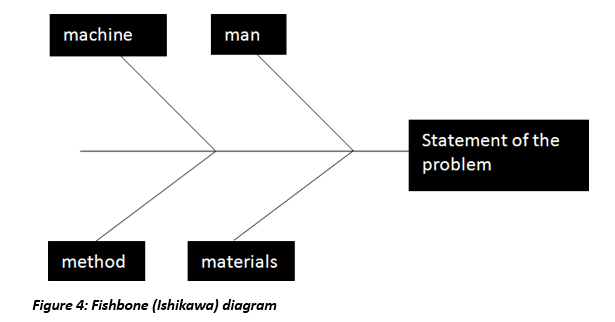 machine
man
Statement of the
problem
method
materials
Figure 4: Fishbone (Ishikawa) diagram